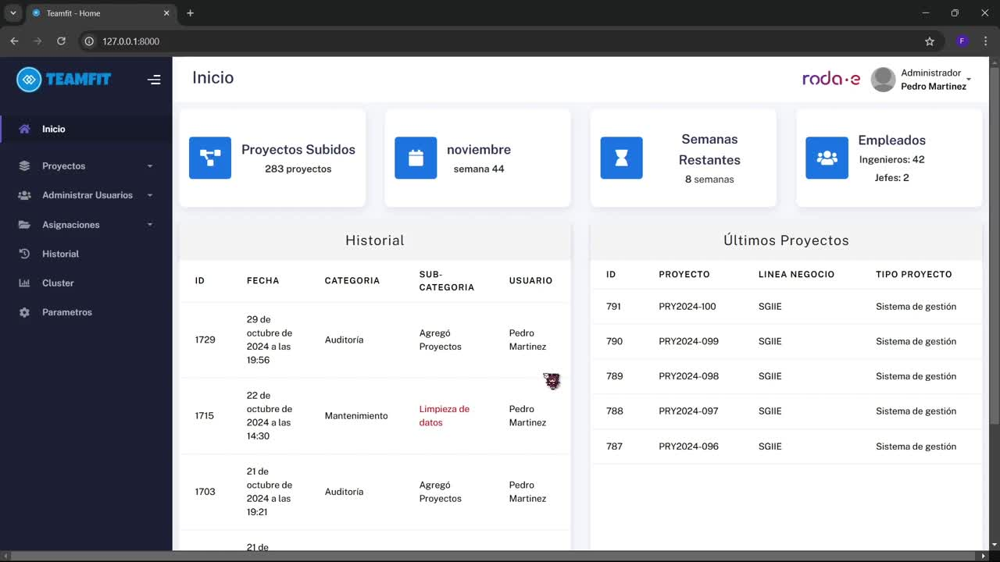 Teamfit - Home
127.0.0.1:8000
F
TEAMFIT
Inicio
Proyectos
Administrar Usuarios
Asignaciones
Historial
Cluster
Parametros
Inicio
roda·e
Administrador
Pedro Martinez
Proyectos Subidos
283 proyectos
noviembre
semana 44
Semanas
Restantes
8 semanas
Empleados
Ingenieros: 42
Jefes: 2
Historial
ID FECHA CATEGORIA SUB-
CATEGORIA USUARIO
1729
29 de
octubre de
2024 a las
19:56
Auditoría
Agregó
Proyectos
Pedro
Martinez
1715
22 de
octubre de
2024 a las
14:30
Mantenimiento
Limpieza de
datos
Pedro
Martinez
1703
21 de
octubre de
2024 a las
19:21
Auditoría
Agregó
Proyectos
Pedro
Martinez
21 de
Últimos Proyectos
ID PROYECTO LINEA NEGOCIO TIPO PROYECTO
791 PRY2024-100 SGIIE Sistema de gestión
790 PRY2024-099 SGIIE Sistema de gestión
789 PRY2024-098 SGIIE Sistema de gestión
788 PRY2024-097 SGIIE Sistema de gestión
787 PRY2024-096 SGIIE Sistema de gestión